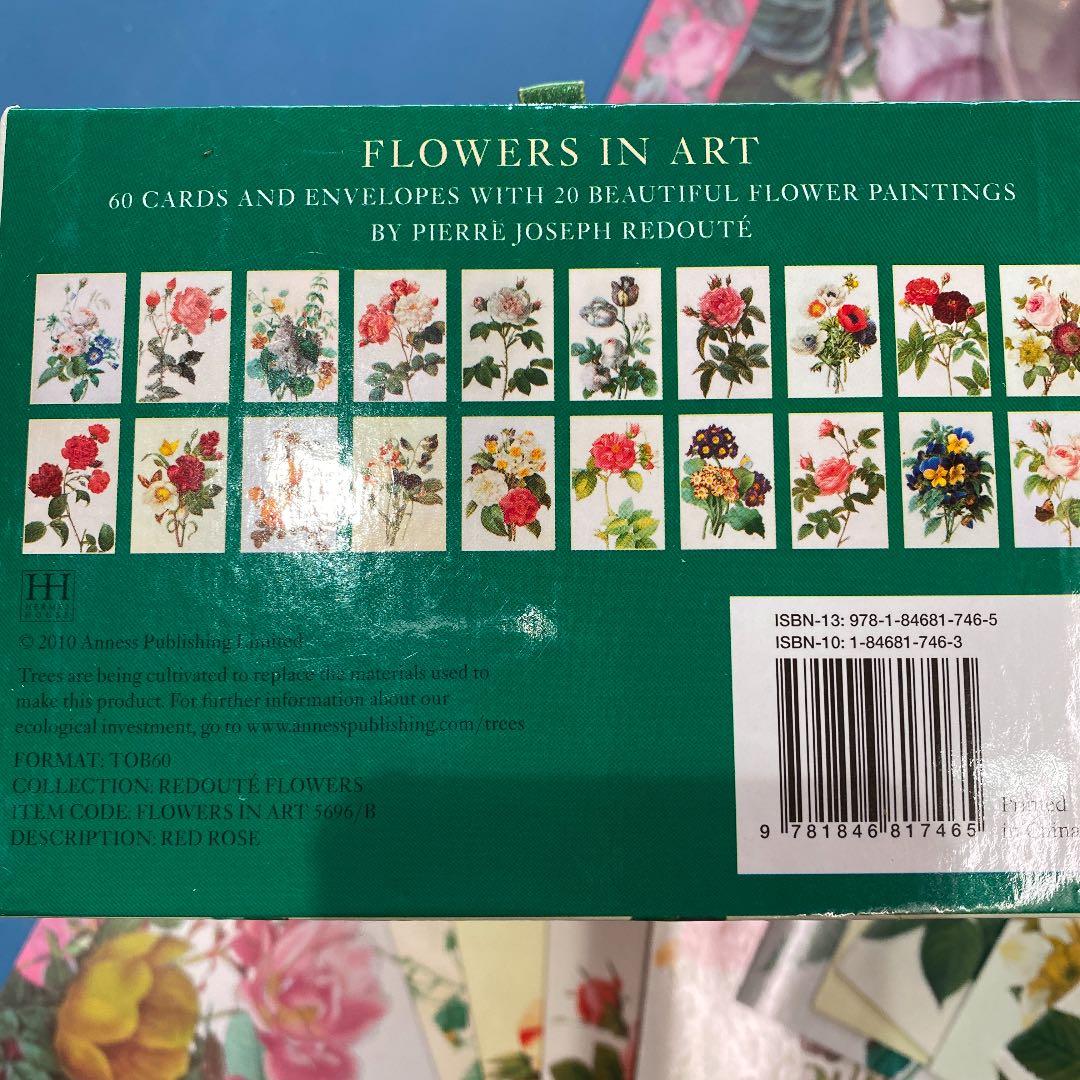 FLOWERS IN ART
60 CARDS AND ENVELOPES WITH 20 BEAUTIFUL FLOWER PAINTINGS
BY PIERRE JOSEPH REDOUTÉ
HH
HERMES
HOUSE
© 2010 Anness Publishing Limited
Trees are being cultivated to replace the materials used to
make this product. For further information about our
ecological investment, go to www.annesspublishing.com/trees
FORMAT: TOB60
COLLECTION: REDOUTÉ FLOWERS
ITEM CODE: FLOWERS IN ART 5696/B
DESCRIPTION: RED ROSE
ISBN-13: 978-1-84681-746-5
ISBN-10: 1-84681-746-3
9 781846 817465
Printed
in China